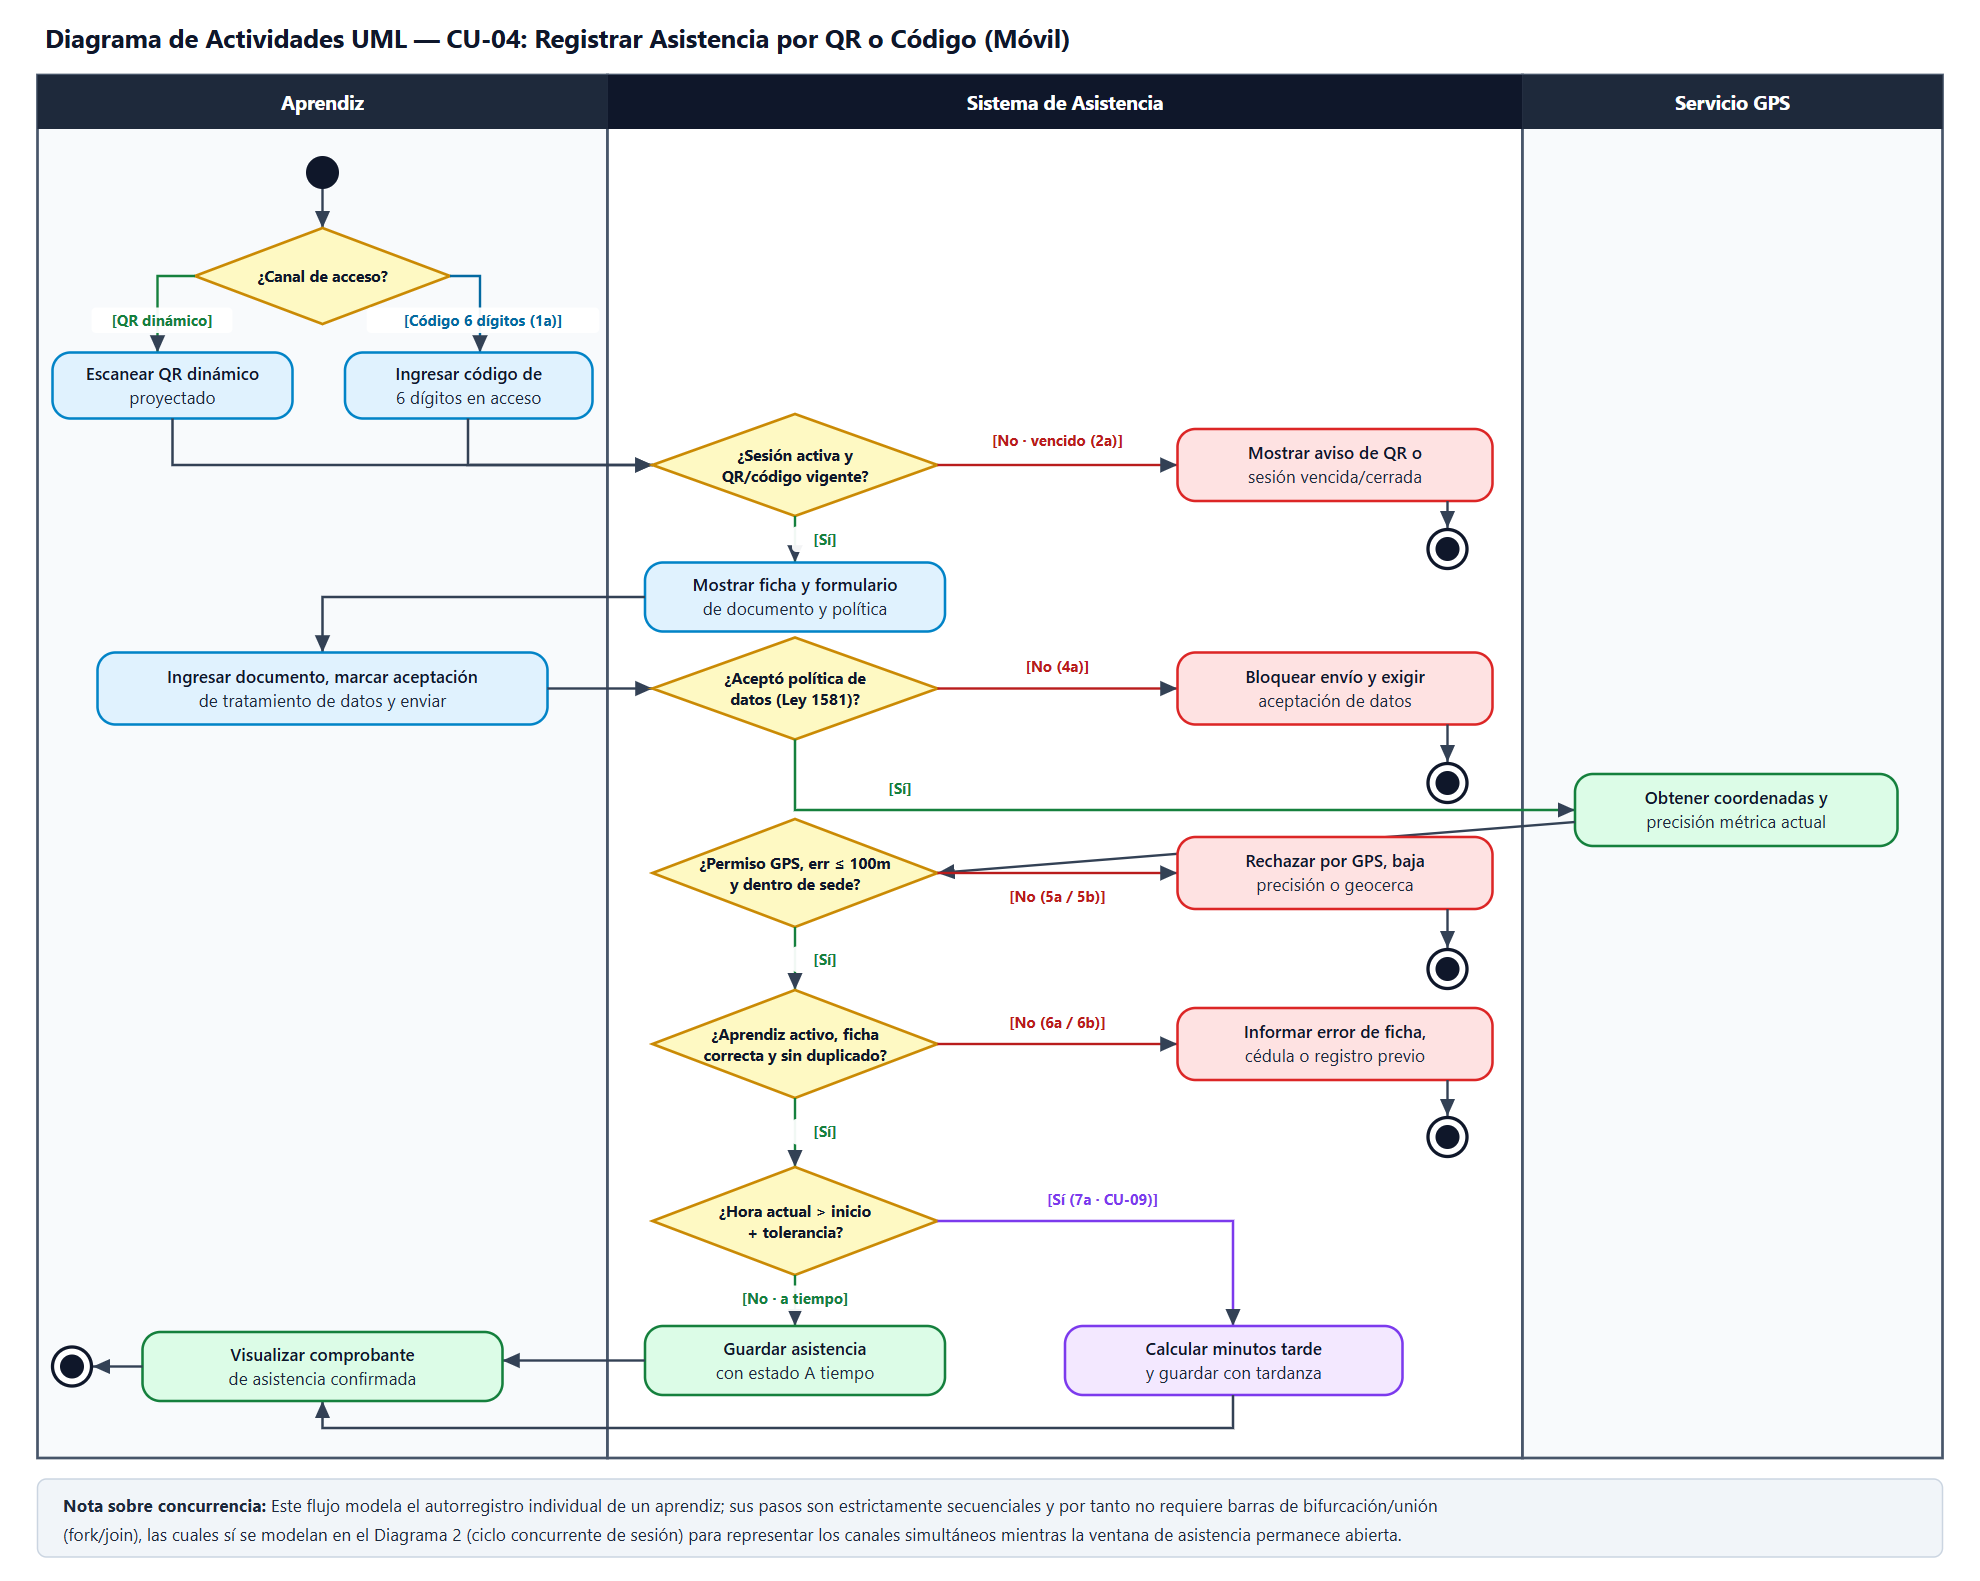 Diagrama de Actividades UML — CU-04: Registrar Asistencia por QR o Código (Móvil)
Aprendiz
Sistema de Asistencia
Servicio GPS
¿Canal de acceso?
[QR dinámico]
[Código 6 dígitos (1a)]
Escanear QR dinámico
proyectado
Ingresar código de
6 dígitos en acceso
¿Sesión activa y
QR/código vigente?
[No · vencido (2a)]
Mostrar aviso de QR o
sesión vencida/cerrada
[Sí]
Mostrar ficha y formulario
de documento y política
Ingresar documento, marcar aceptación
de tratamiento de datos y enviar
¿Aceptó política de
datos (Ley 1581)?
[No (4a)]
Bloquear envío y exigir
aceptación de datos
[Sí]
Obtener coordenadas y
precisión métrica actual
¿Permiso GPS, err ≤ 100m
y dentro de sede?
[No (5a / 5b)]
Rechazar por GPS, baja
precisión o geocerca
[Sí]
¿Aprendiz activo, ficha
correcta y sin duplicado?
[No (6a / 6b)]
Informar error de ficha,
cédula o registro previo
[Sí]
¿Hora actual > inicio
+ tolerancia?
[Sí (7a · CU-09)]
[No · a tiempo]
Visualizar comprobante
de asistencia confirmada
Guardar asistencia
con estado A tiempo
Calcular minutos tarde
y guardar con tardanza
Nota sobre concurrencia: Este flujo modela el autorregistro individual de un aprendiz; sus pasos son estrictamente secuenciales y por tanto no requiere barras de bifurcación/unión
(fork/join), las cuales sí se modelan en el Diagrama 2 (ciclo concurrente de sesión) para representar los canales simultáneos mientras la ventana de asistencia permanece abierta.